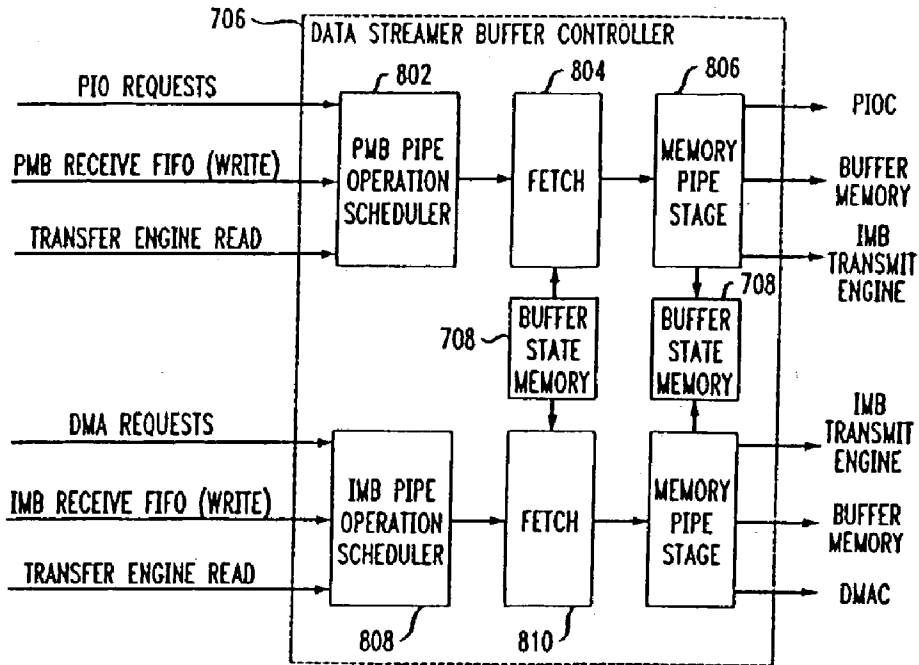 706
DATA STREAMER BUFFER CONTROLLER
802
804
806
PIO REQUESTS
PMB RECEIVE FIFO (WRITE)
TRANSFER ENGINE READ
PMB PIPE
OPERATION
SCHEDULER
FETCH
MEMORY
PIPE
STAGE
PIOC
BUFFER
MEMORY
IMB
TRANSMIT
ENGINE
708
BUFFER
STATE
MEMORY
708
BUFFER
STATE
MEMORY
DMA REQUESTS
IMB RECEIVE FIFO (WRITE)
TRANSFER ENGINE READ
IMB PIPE
OPERATION
SCHEDULER
FETCH
MEMORY
PIPE
STAGE
IMB
TRANSMIT
ENGINE
BUFFER
MEMORY
DMAC
808
810